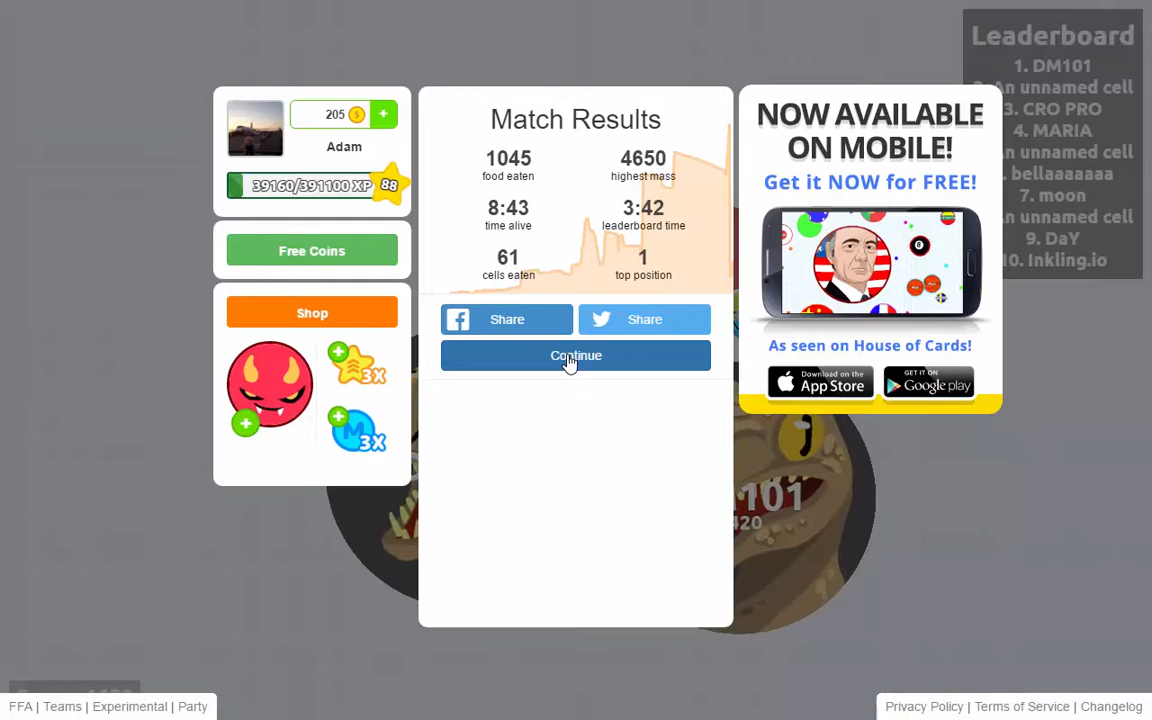 205
$
+
Adam
39160/391100 XP
88
Free Coins
Shop
3X
M
3X
Match Results
1045
food eaten
4650
highest mass
8:43
time alive
3:42
leaderboard time
61
cells eaten
1
top position
Share
Share
Continue
NOW AVAILABLE
ON MOBILE!
Get it NOW for FREE!
8
As seen on House of Cards!
Download on the
App Store
GET IT ON
Google play
Leaderboard
1. DM101
An unnamed cell
3. CRO PRO
4. MARIA
An unnamed cell
. bellaaaaaaa
7. moon
An unnamed cell
9. DaY
10. Inkling.io
101
420
FFA | Teams | Experimental | Party
Privacy Policy | Terms of Service | Changelog